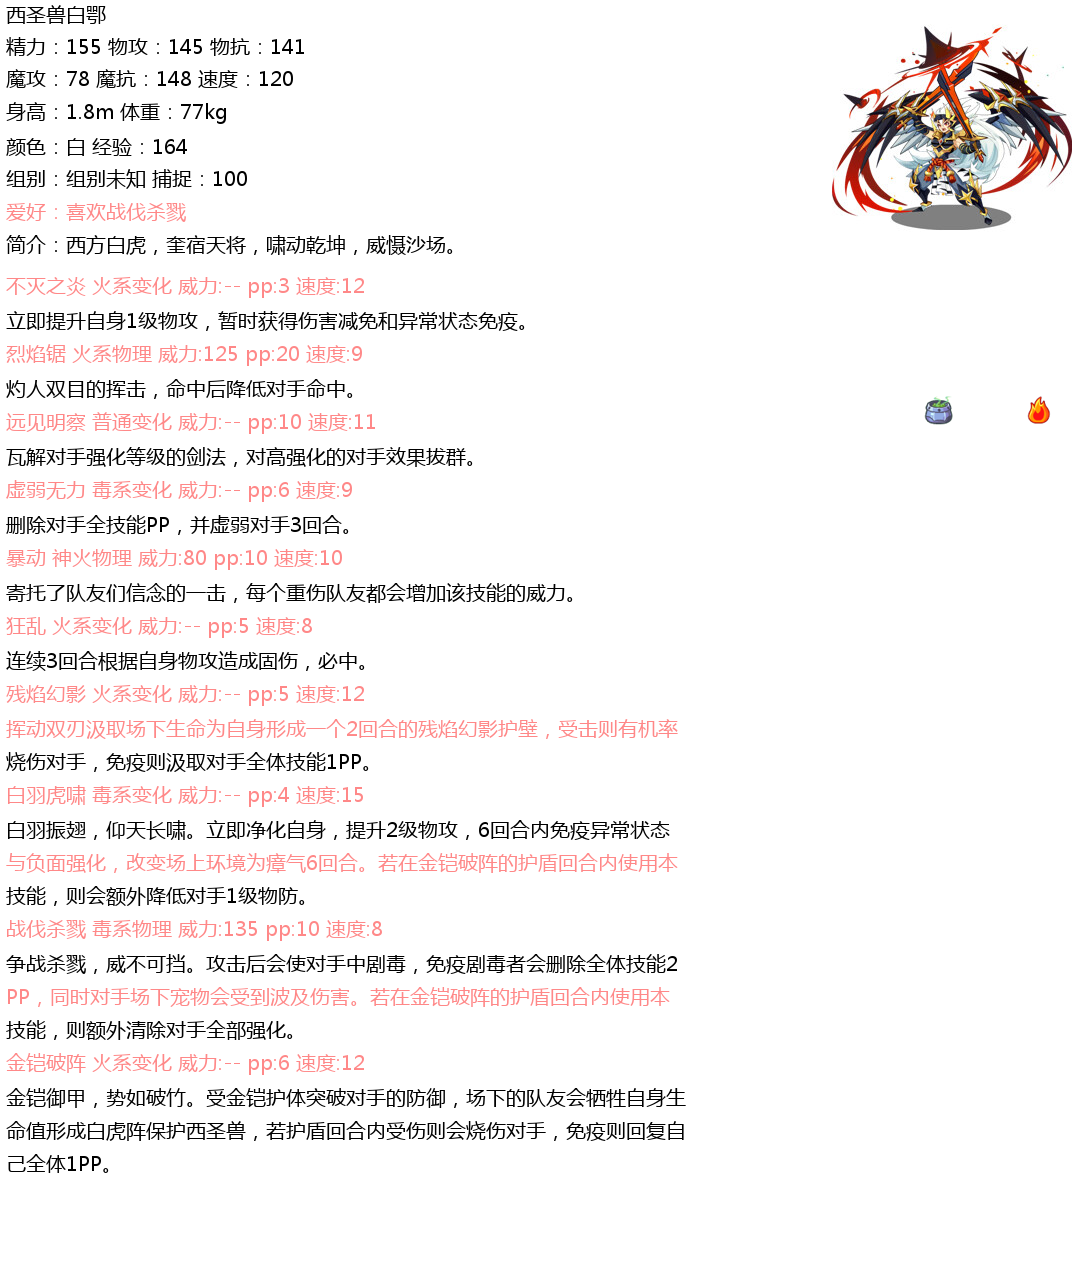 西圣兽白鄂
精力：155 物攻：145 物抗：141
魔攻：78 魔抗：148 速度：120
身高：1.8m 体重：77kg
颜色：白 经验：164
组别：组别未知 捕捉：100
爱好：喜欢战伐杀戮
简介：西方白虎，奎宿天将，啸动乾坤，威慑沙场。
不灭之炎 火系变化 威力:-- pp:3 速度:12
立即提升自身1级物攻，暂时获得伤害减免和异常状态免疫。
烈焰锯 火系物理 威力:125 pp:20 速度:9
灼人双目的挥击，命中后降低对手命中。
远见明察 普通变化 威力:-- pp:10 速度:11
瓦解对手强化等级的剑法，对高强化的对手效果拔群。
虚弱无力 毒系变化 威力:-- pp:6 速度:9
删除对手全技能PP，并虚弱对手3回合。
暴动 神火物理 威力:80 pp:10 速度:10
寄托了队友们信念的一击，每个重伤队友都会增加该技能的威力。
狂乱 火系变化 威力:-- pp:5 速度:8
连续3回合根据自身物攻造成固伤，必中。
残焰幻影 火系变化 威力:-- pp:5 速度:12
挥动双刃汲取场下生命为自身形成一个2回合的残焰幻影护壁，受击则有机率
烧伤对手，免疫则汲取对手全体技能1PP。
白羽虎啸 毒系变化 威力:-- pp:4 速度:15
白羽振翅，仰天长啸。立即净化自身，提升2级物攻，6回合内免疫异常状态
与负面强化，改变场上环境为瘴气6回合。若在金铠破阵的护盾回合内使用本
技能，则会额外降低对手1级物防。
战伐杀戮 毒系物理 威力:135 pp:10 速度:8
争战杀戮，威不可挡。攻击后会使对手中剧毒，免疫剧毒者会删除全体技能2
PP，同时对手场下宠物会受到波及伤害。若在金铠破阵的护盾回合内使用本
技能，则额外清除对手全部强化。
金铠破阵 火系变化 威力:-- pp:6 速度:12
金铠御甲，势如破竹。受金铠护体突破对手的防御，场下的队友会牺牲自身生
命值形成白虎阵保护西圣兽，若护盾回合内受伤则会烧伤对手，免疫则回复自
己全体1PP。